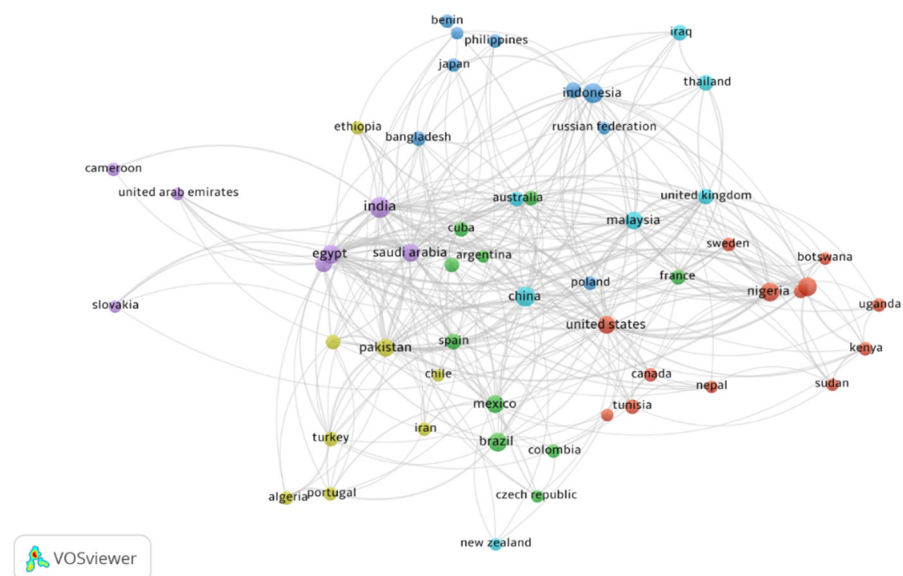 benin
philippines
iraq
japan
thailand
indonesia
ethiopia
bangladesh
russian federation
cameroon
united arab emirates
india
australia
united kingdom
malaysia
cuba
egypt
saudi arabia
argentina
sweden
botswana
slovakia
china
poland
france
nigeria
uganda
united states
pakistan
spain
kenya
chile
canada
nepal
sudan
mexico
tunisia
iran
turkey
brazil
colombia
algeria
portugal
czech republic
new zealand
VOSviewer